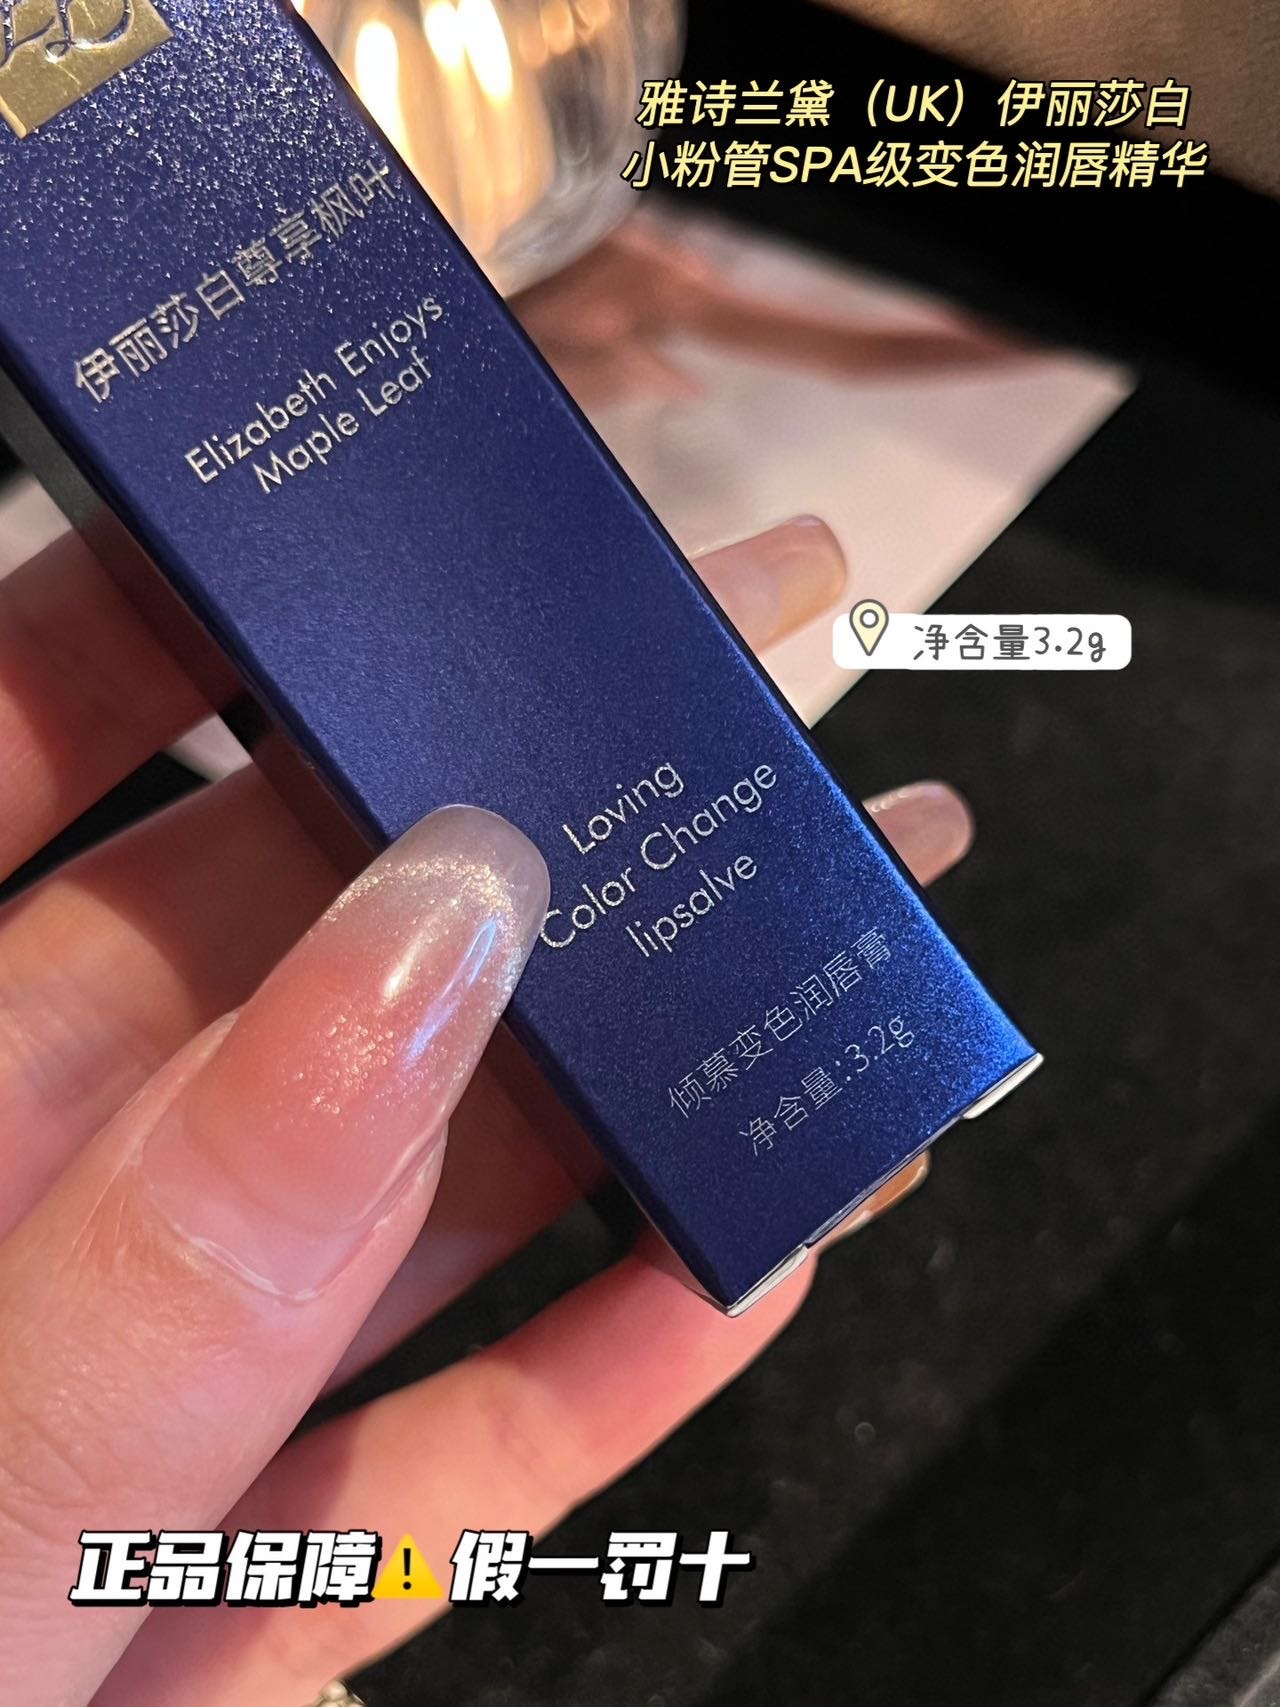 雅诗兰黛（UK）伊丽莎白
小粉管SPA级变色润唇精华
伊丽莎白尊享枫叶
Elizabeth Enjoys
Maple Leaf
净含量3.2g
Loving
Color Change
lipsalve
倾慕变色润唇膏
净含量:3.2g
正品保障⚠️假一罚十